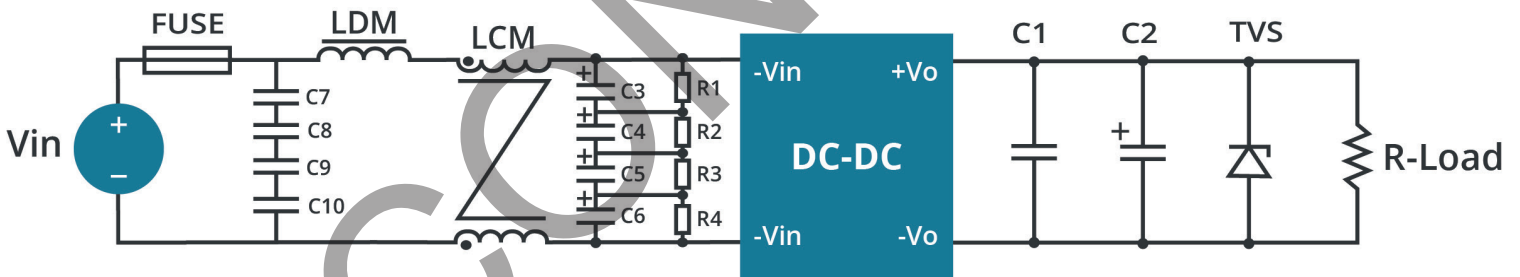 FUSE
LDM
LCM
C1
C2
TVS
+
C3
R1
-Vin
+Vo
C7
+
C4
R2
+
Vin
+
−
C8
+
C5
R3
DC-DC
R-Load
C9
C10
+
C6
R4
-Vin
-Vo